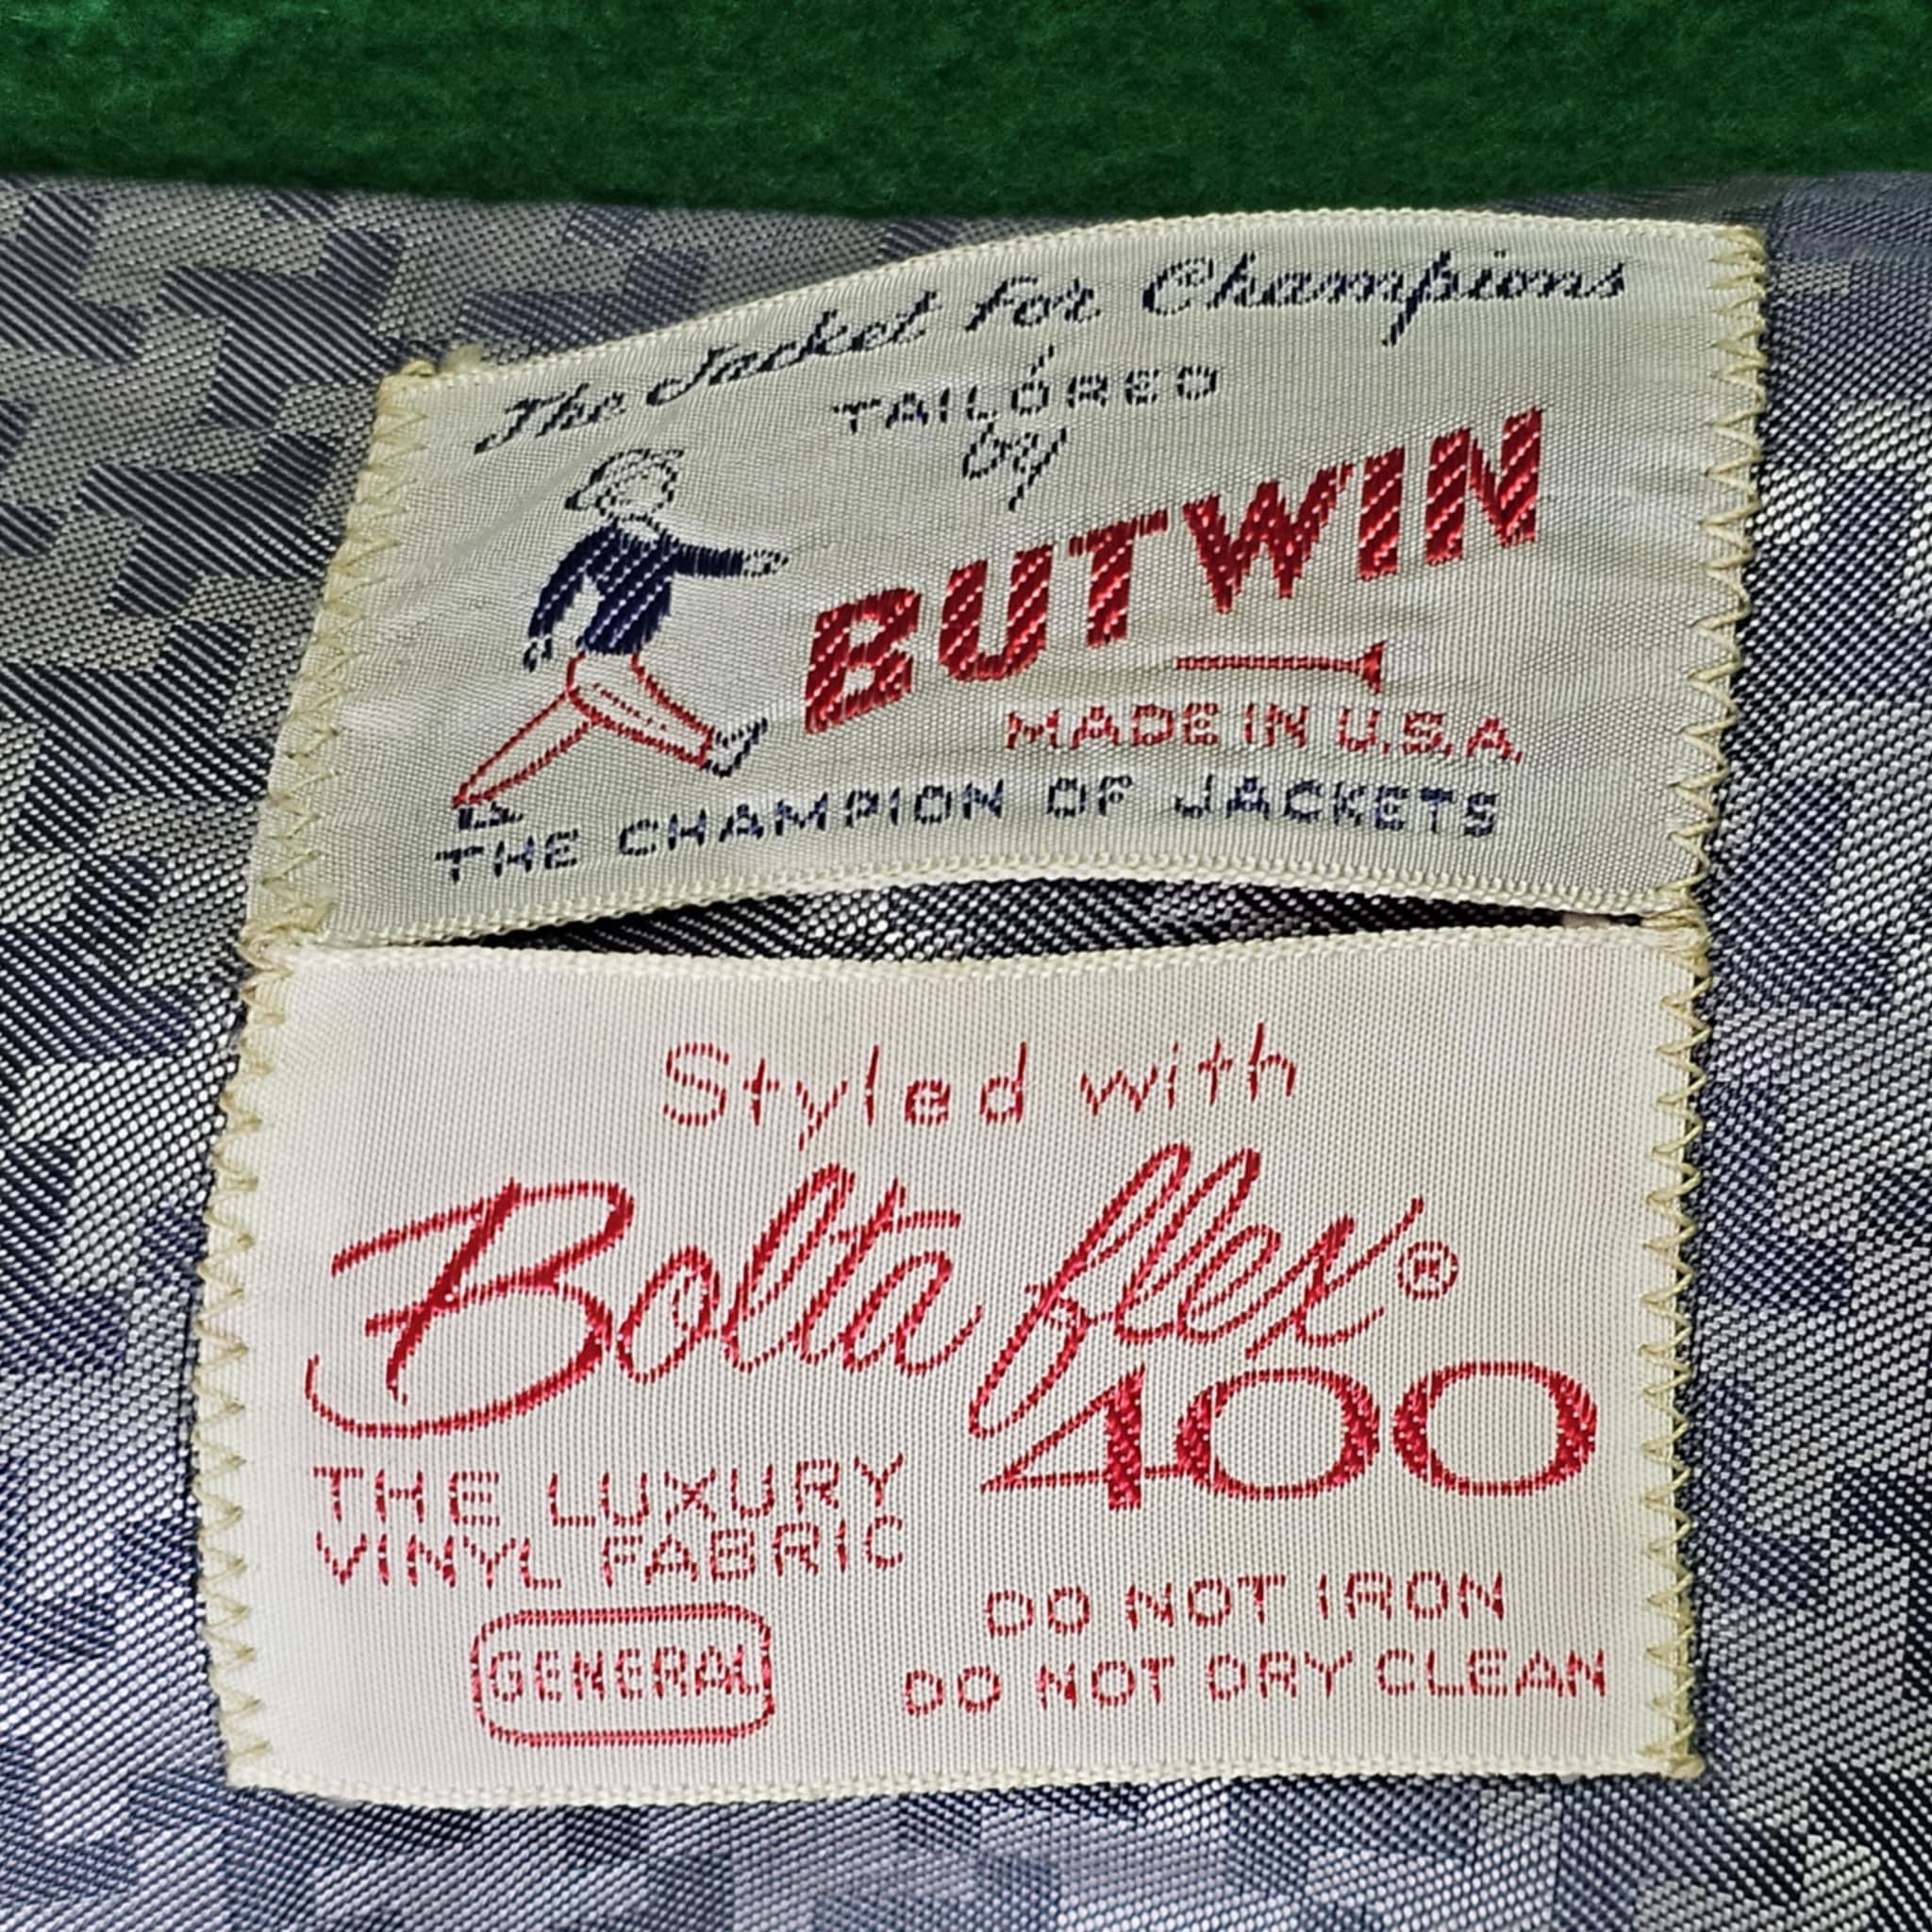 The Jacket For Champions
TAILORED
by
BUTWIN
MADE IN U.S.A.
THE CHAMPION OF JACKETS
Styled with
Boltaflex®
400
THE LUXURY
VINYL FABRIC
GENERAL
DO NOT IRON
DO NOT DRY CLEAN